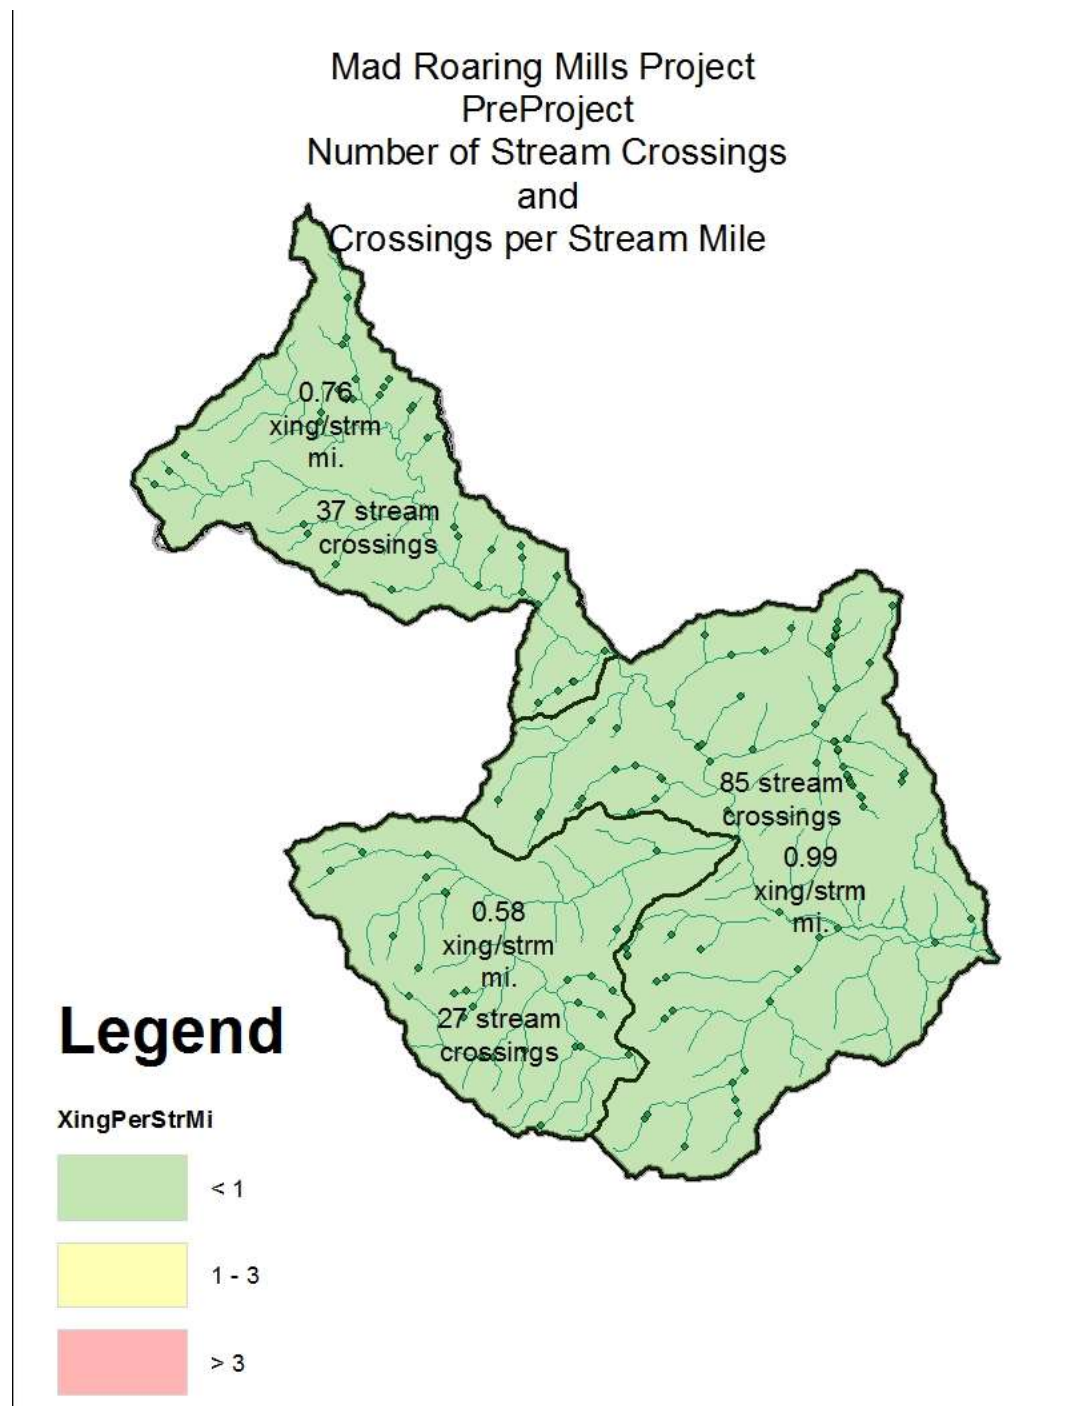 Mad Roaring Mills Project
PreProject
Number of Stream Crossings
and
Crossings per Stream Mile
0.76
xing/strm
mi.
37 stream
crossings
85 stream
crossings
0.99
xing/strm
mi.
0.58
xing/strm
mi.
27 stream
crossings
Legend
XingPerStrMi
< 1
1 - 3
> 3